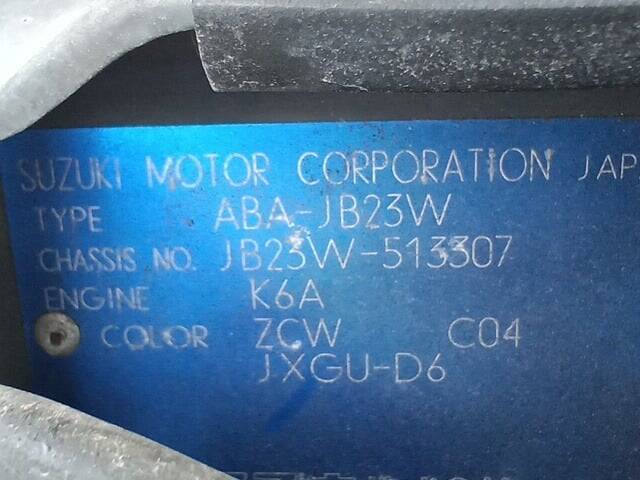 SUZUKI MOTOR CORPORATION JAP
TYPE ABA-JB23W
CHASSIS NO. JB23W-513307
ENGINE K6A
COLOR ZCW C04
JXGU-D6